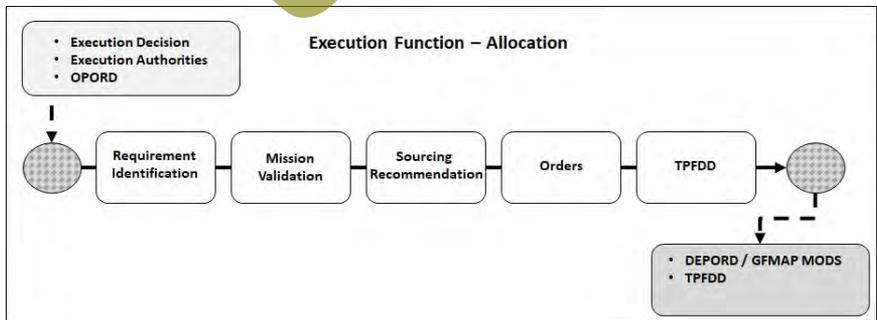 • Execution Decision
• Execution Authorities
• OPORD
Execution Function – Allocation
Requirement
Identification
Mission
Validation
Sourcing
Recommendation
Orders
TPFDD
• DEPORD / GFMAP MODS
• TPFDD